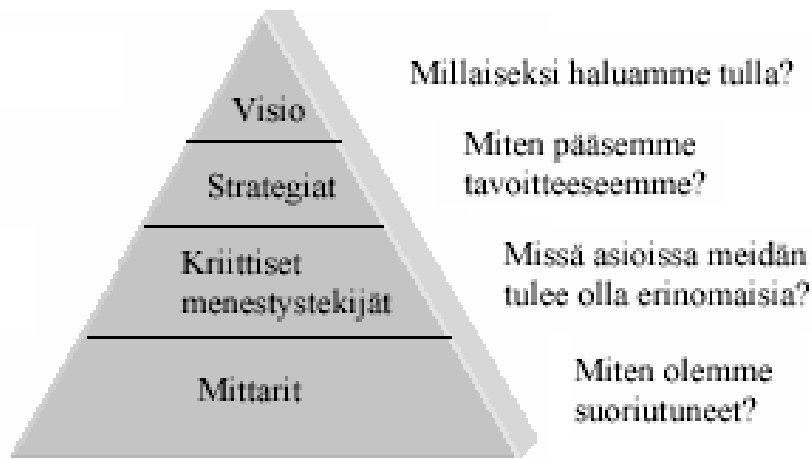 Millaiseksi haluamme tulla?
Visio
Miten pääsemme
tavoitteeseemme?
Strategiat
Missä asioissa meidän
tulee olla erinomaisia?
Kriittiset
menestystekijät
Miten olemme
suoriutuneet?
Mittarit